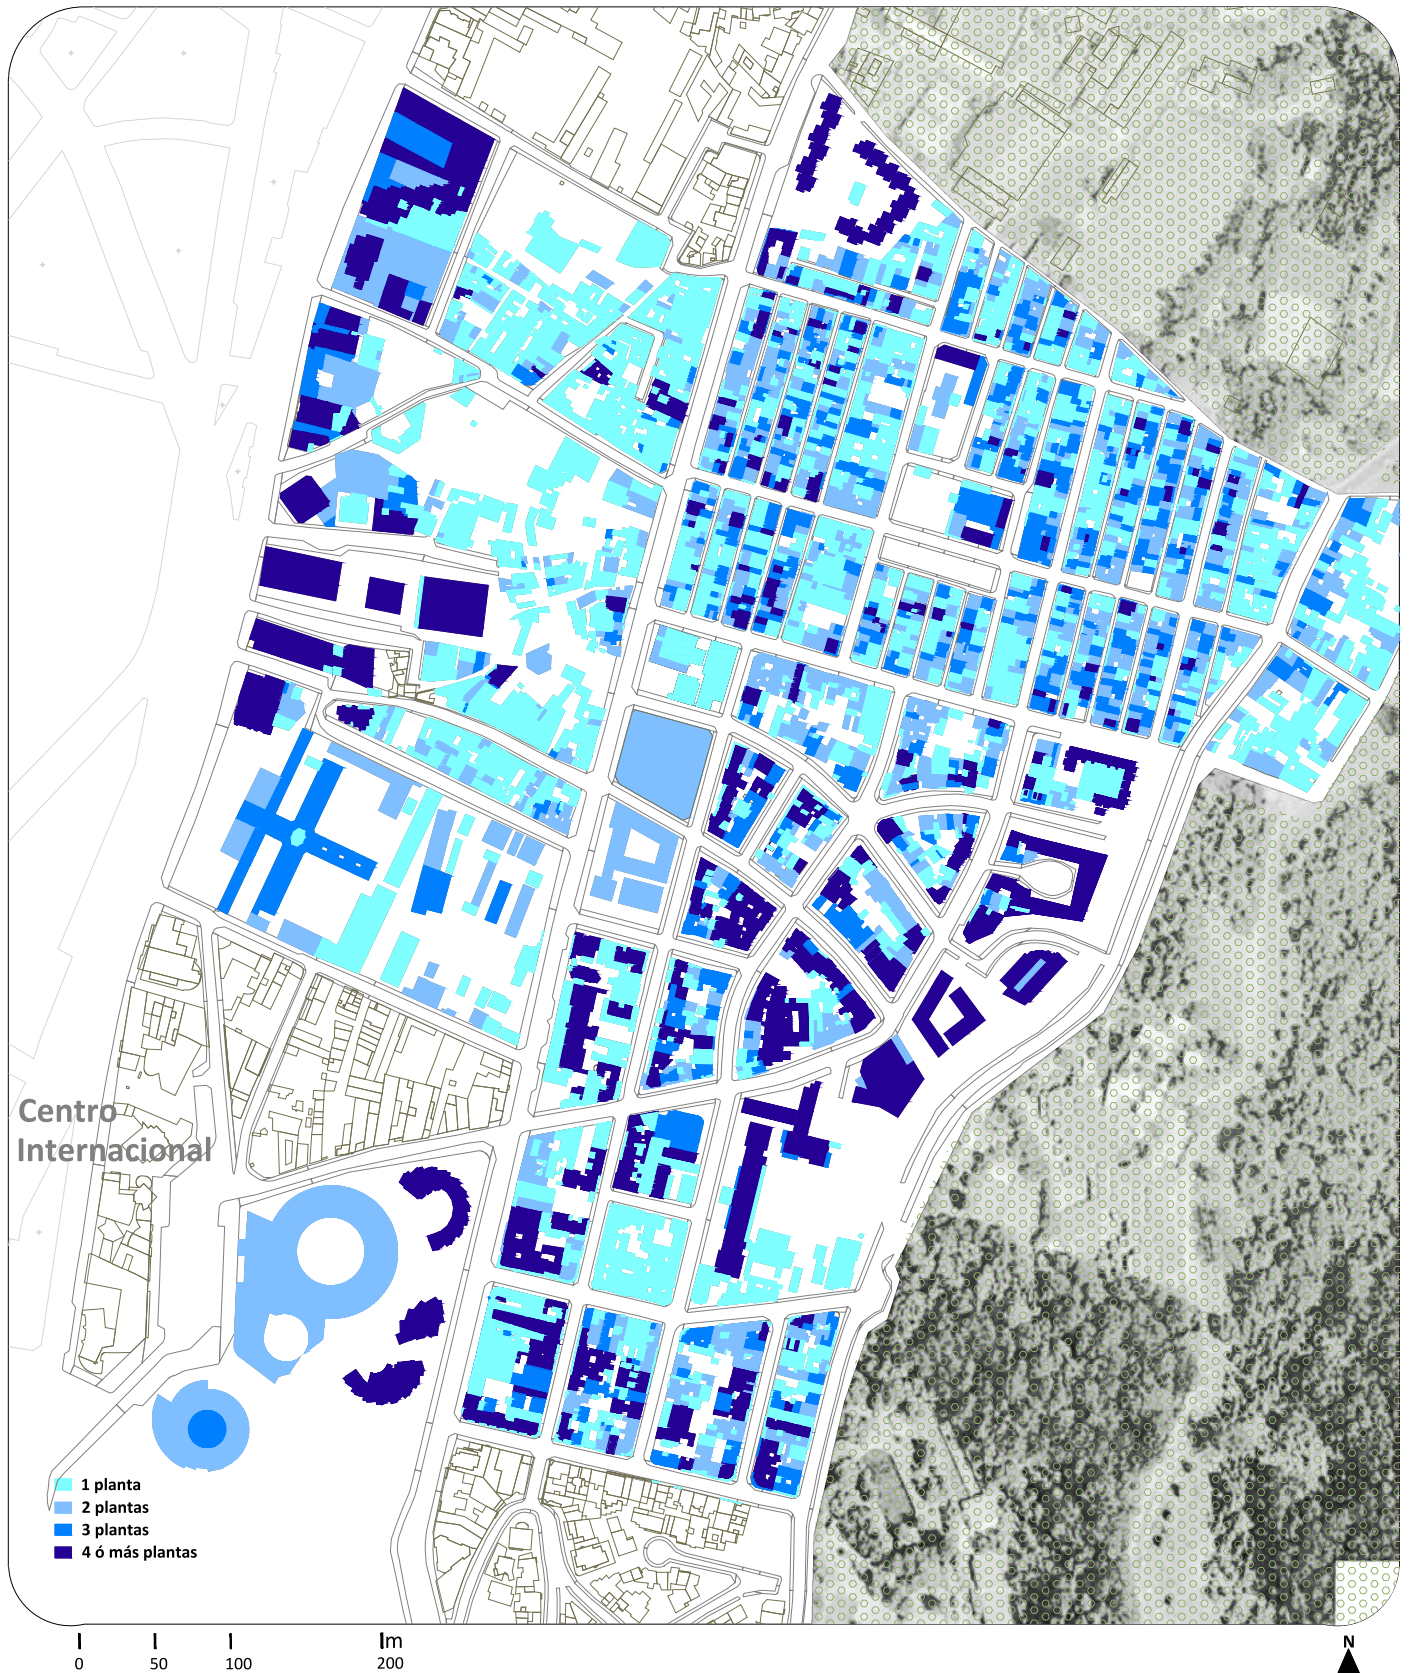 Centro
Internacional
1 planta
2 plantas
3 plantas
4 ó más plantas
0 50 100 200 m
N